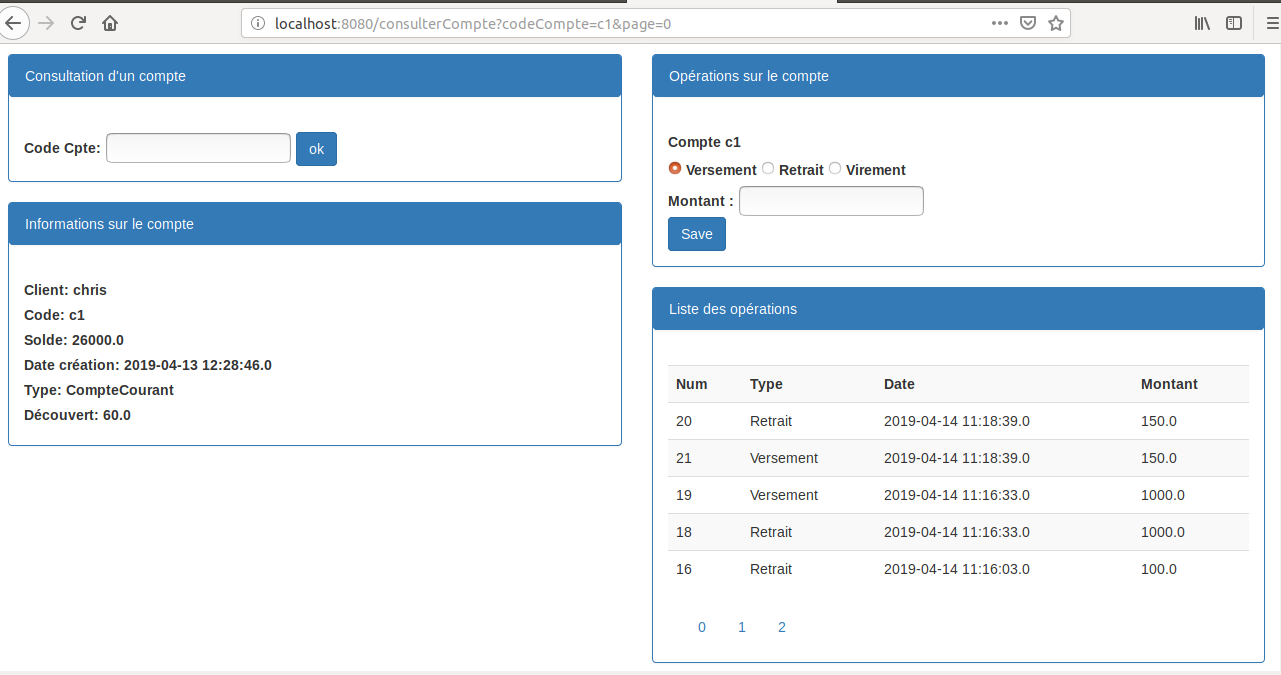 localhost:8080/consulterCompte?codeCompte=c1&page=0
Consultation d'un compte
Code Cpte:
ok
Informations sur le compte
Client: chris
Code: c1
Solde: 26000.0
Date création: 2019-04-13 12:28:46.0
Type: CompteCourant
Découvert: 60.0
Opérations sur le compte
Compte c1
Versement Retrait Virement
Montant :
Save
Liste des opérations
Num Type Date Montant
20 Retrait 2019-04-14 11:18:39.0 150.0
21 Versement 2019-04-14 11:18:39.0 150.0
19 Versement 2019-04-14 11:16:33.0 1000.0
18 Retrait 2019-04-14 11:16:33.0 1000.0
16 Retrait 2019-04-14 11:16:03.0 100.0
0 1 2